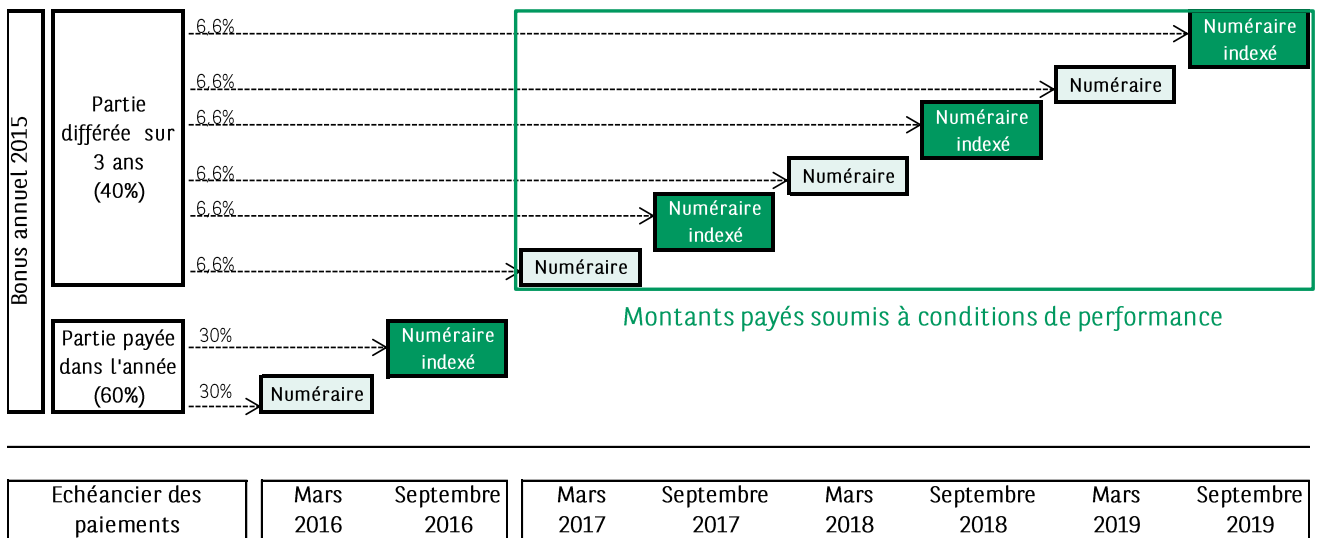 Bonus annuel 2015
Partie
différée sur
3 ans
(40%)
6,6%
Numéraire
indexé
6,6%
Numéraire
6,6%
Numéraire
indexé
6,6%
Numéraire
6,6%
Numéraire
indexé
6,6%
Numéraire
Montants payés soumis à conditions de performance
Partie payée
dans l'année
(60%)
30%
Numéraire
indexé
30%
Numéraire
Echéancier des
paiements
Mars
2016
Septembre
2016
Mars
2017
Septembre
2017
Mars
2018
Septembre
2018
Mars
2019
Septembre
2019